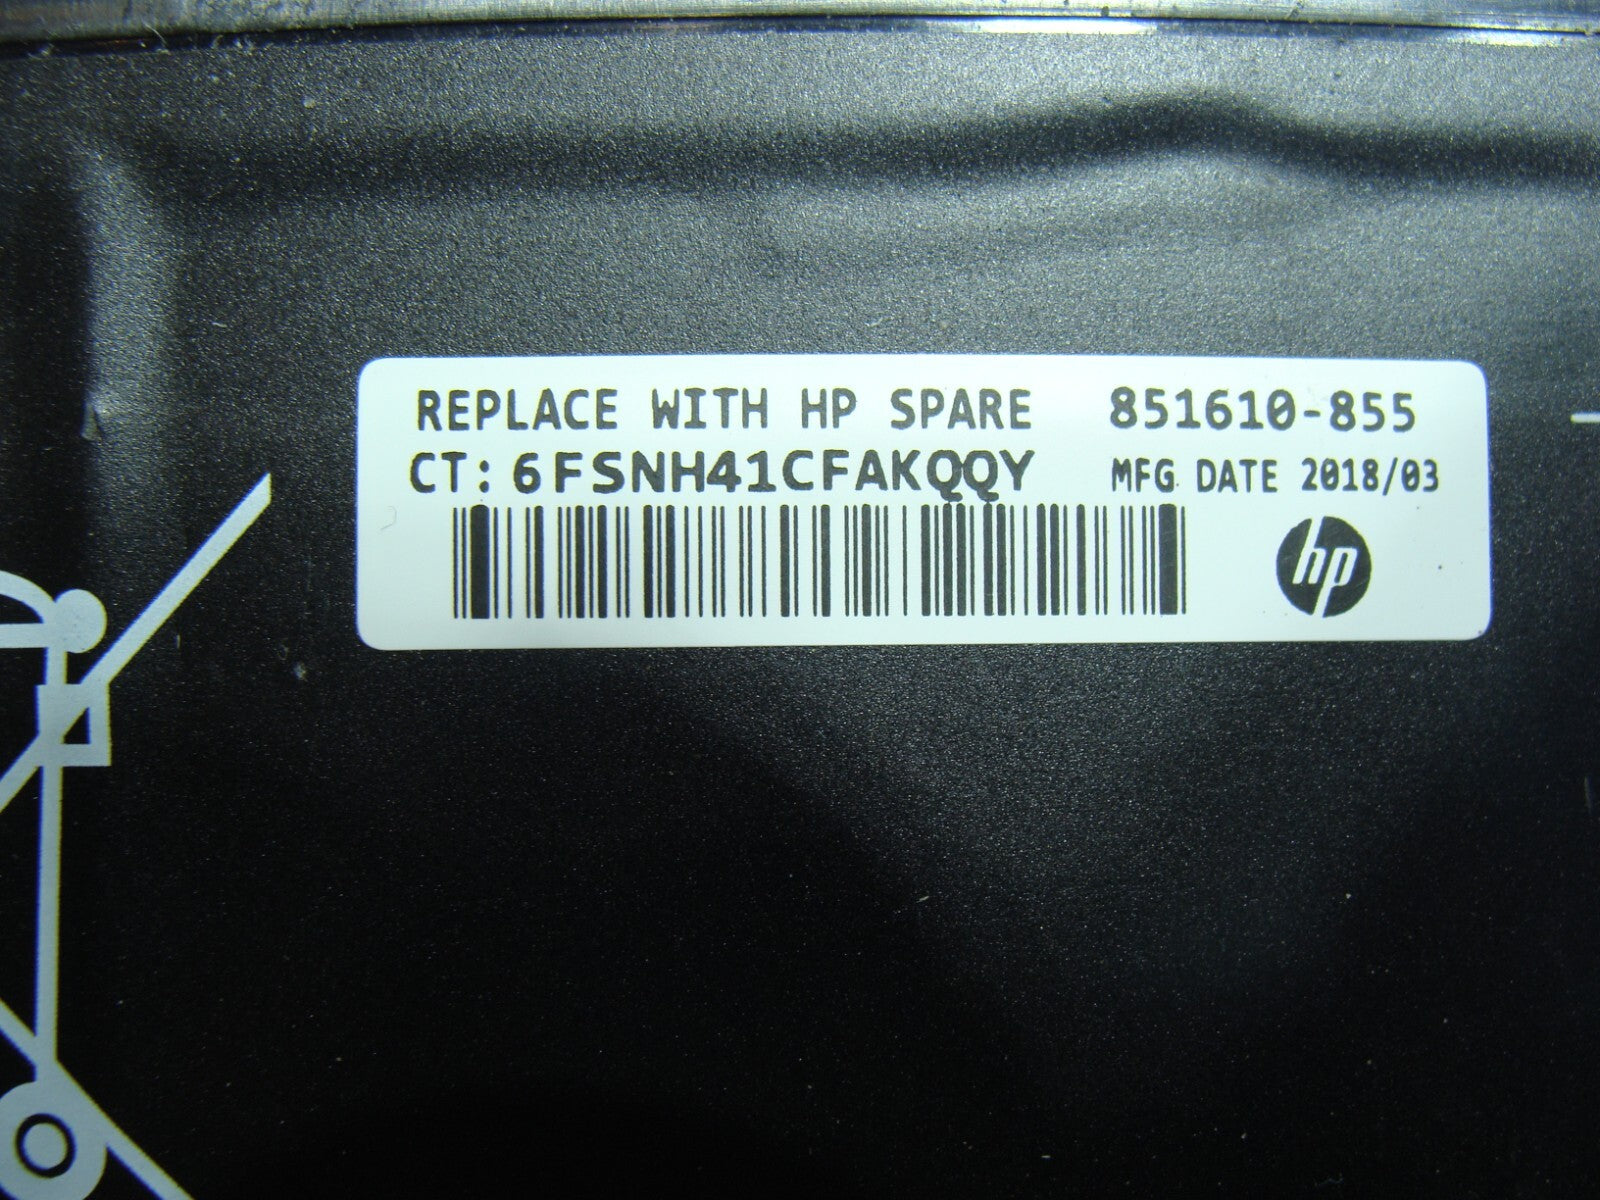 REPLACE WITH HP SPARE 851610-855
CT: 6FSNH41CFAKQQY MFG DATE 2018/03
hp